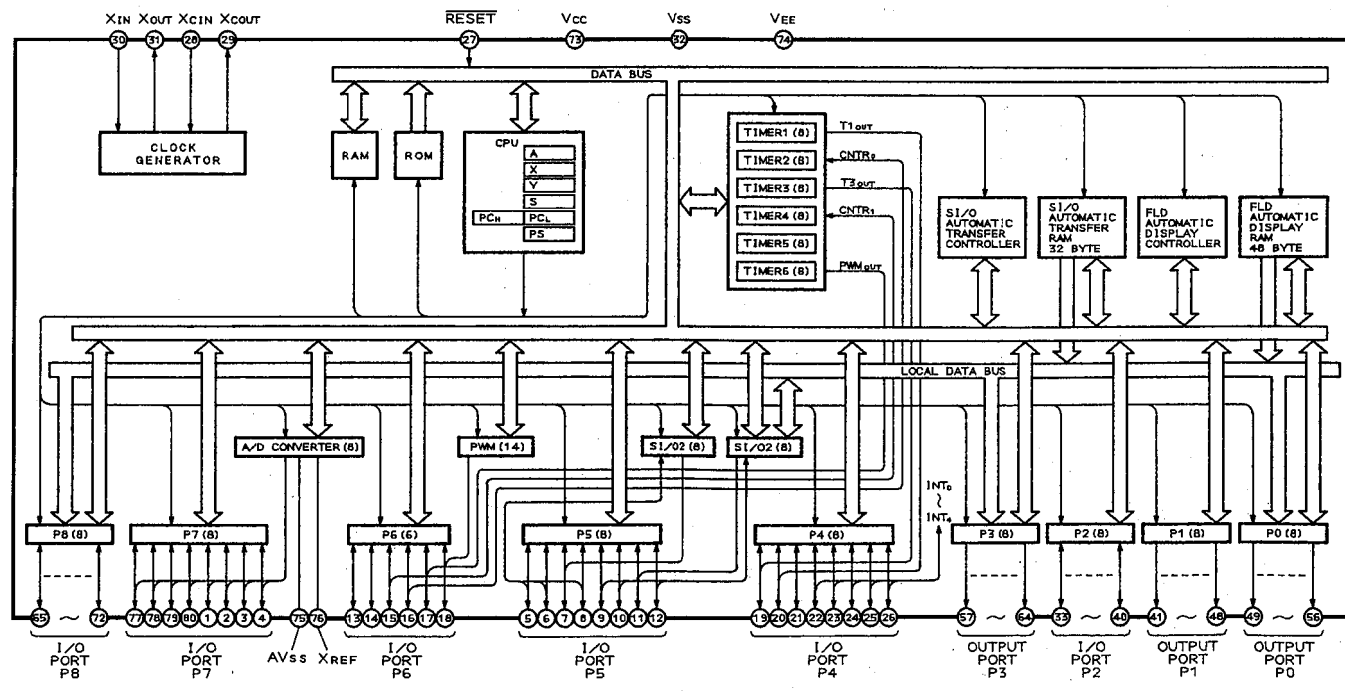 XIN XOUT XCIN XCOUT RESET VCC VSS VEE
30 31 28 29 27 73 32 74
DATA BUS
CLOCK
GENERATOR
RAM
ROM
CPU
A
X
Y
S
PCH PCL
PS
TIMER1 (8)
TIMER2 (8)
TIMER3 (8)
TIMER4 (8)
TIMER5 (8)
TIMER6 (8)
T1OUT
CNTR0
T3OUT
CNTR1
PWMOUT
SI/O
AUTOMATIC
TRANSFER
CONTROLLER
SI/O
AUTOMATIC
TRANSFER
RAM
32 BYTE
FLD
AUTOMATIC
DISPLAY
CONTROLLER
FLD
AUTOMATIC
DISPLAY
RAM
48 BYTE
LOCAL DATA BUS
A/D CONVERTER (8)
PWM (14)
SI/O2 (8)
SI/O2 (8)
INT0
~
INT4
P8 (8) P7 (8) P6 (6) P5 (8) P4 (8) P3 (8) P2 (8) P1 (8) P0 (8)
65 ~ 72 77 78 79 80 1 2 3 4 75 76 13 14 15 16 17 18 5 6 7 8 9 10 11 12 19 20 21 22 23 24 25 26 57 ~ 64 33 ~ 40 41 ~ 48 49 ~ 56
I/O
PORT
P8
I/O
PORT
P7
AVSS XREF
I/O
PORT
P6
I/O
PORT
P5
I/O
PORT
P4
OUTPUT
PORT
P3
I/O
PORT
P2
OUTPUT
PORT
P1
OUTPUT
PORT
P0